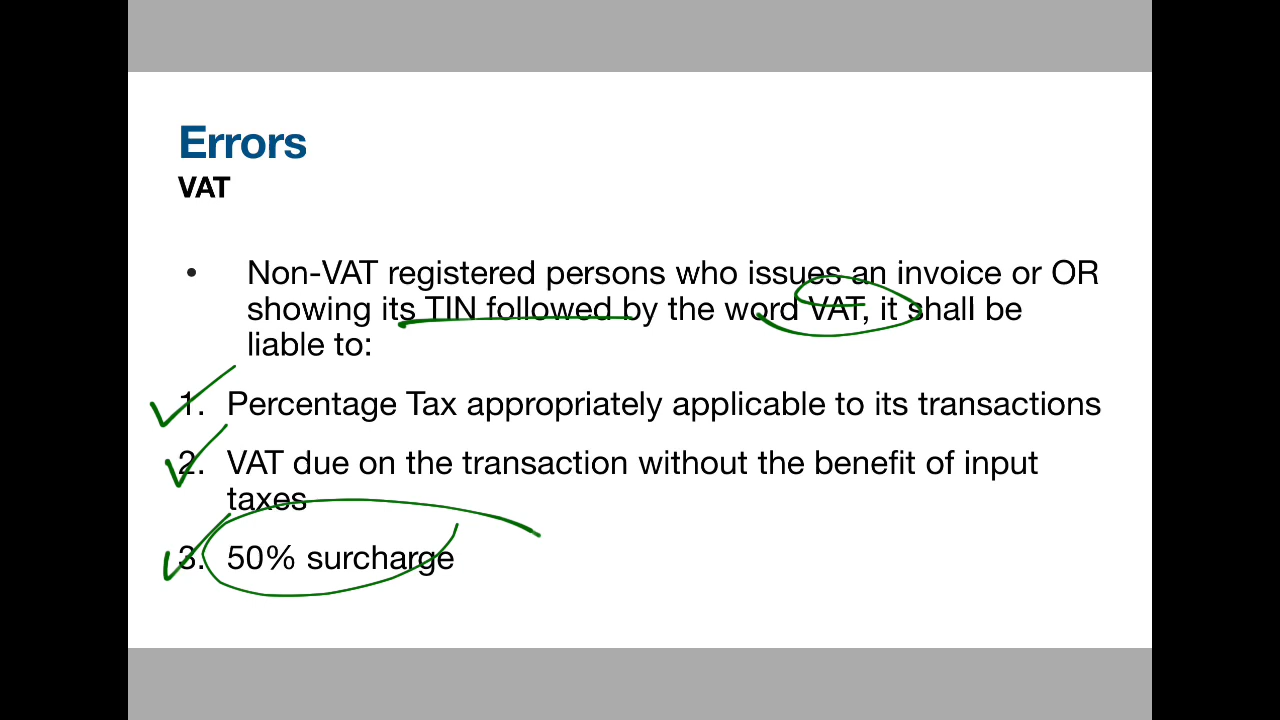 Errors
VAT
• Non-VAT registered persons who issues an invoice or OR
showing its TIN followed by the word VAT, it shall be
liable to:
1. Percentage Tax appropriately applicable to its transactions
2. VAT due on the transaction without the benefit of input
taxes
3. 50% surcharge